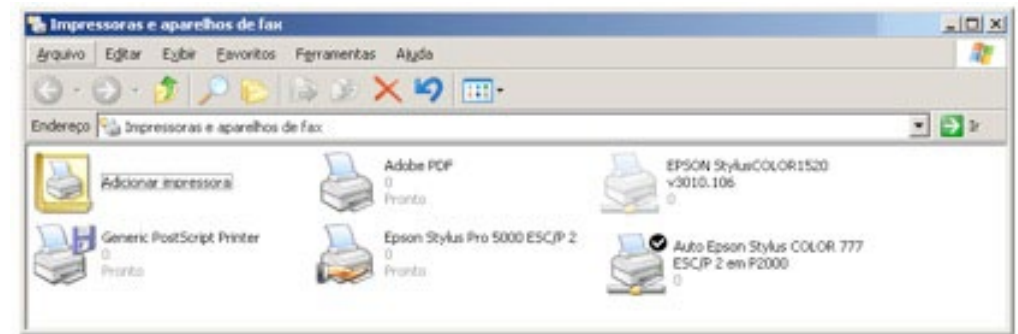 Impressoras e aparelhos de fax
Arquivo Editar Exibir Favoritos Ferramentas Ajuda
Endereço Impressoras e aparelhos de fax Ir
Adicionar impressora
Adobe PDF
0
Pronto
EPSON StylusCOLOR1520
v3010.106
0
Generic PostScript Printer
0
Pronto
Epson Stylus Pro 5000 ESC/P 2
0
Pronto
Auto Epson Stylus COLOR 777
ESC/P 2 em P2000
0